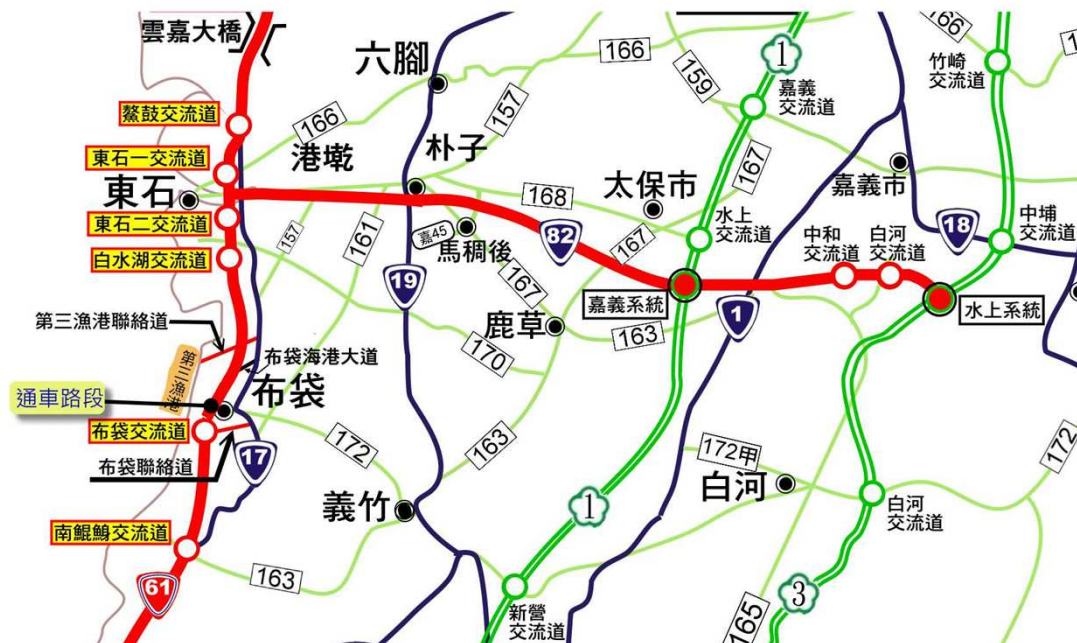 雲嘉大橋
六腳
166
166
159
1
嘉義
交流道
竹崎
交流道
鰲鼓交流道
166
157
港墘
朴子
東石一交流道
東石
168
太保市
167
嘉義市
東石二交流道
157
161
嘉45
馬稠後
82
167
水上
交流道
中和
交流道
白河
交流道
18
中埔
交流道
白水湖交流道
19
167
嘉義系統
1
水上系統
第三漁港聯絡道
鹿草
163
第三漁港
布袋海港大道
170
布袋
通車路段
布袋交流道
172
163
172甲
172
布袋聯絡道
17
白河
義竹
1
白河
交流道
南鯤鯓交流道
163
61
新營
交流道
3
165